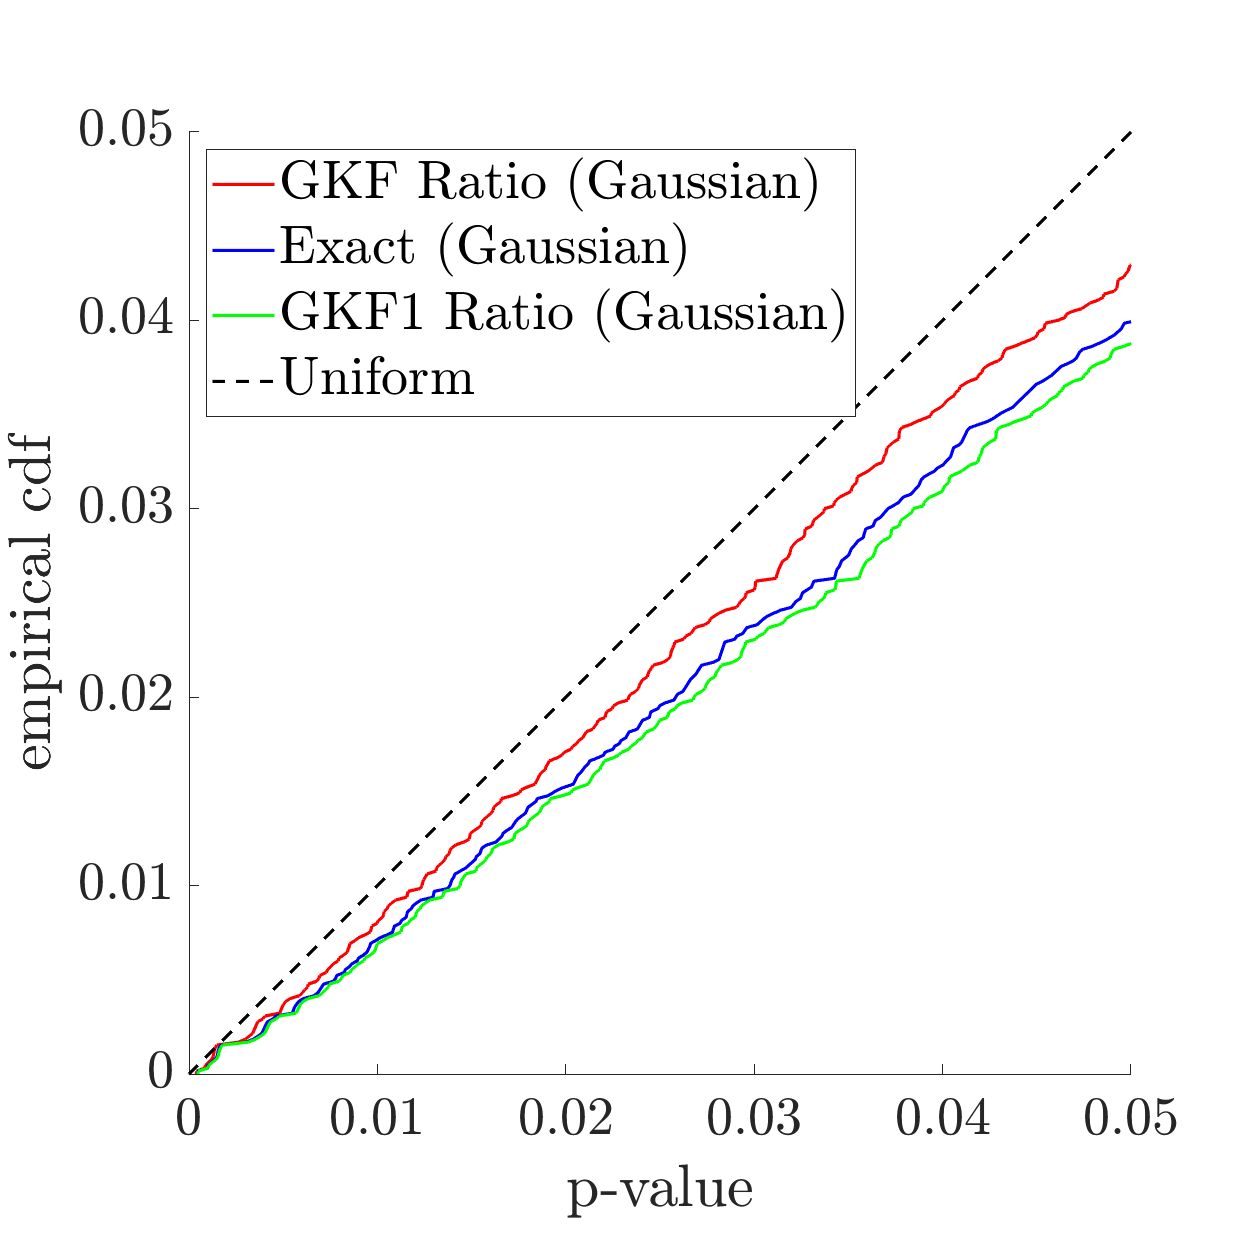 0.05
0.04
0.03
0.02
0.01
0
empirical cdf
GKF Ratio (Gaussian)
Exact (Gaussian)
GKF1 Ratio (Gaussian)
Uniform
0 0.01 0.02 0.03 0.04 0.05
p-value